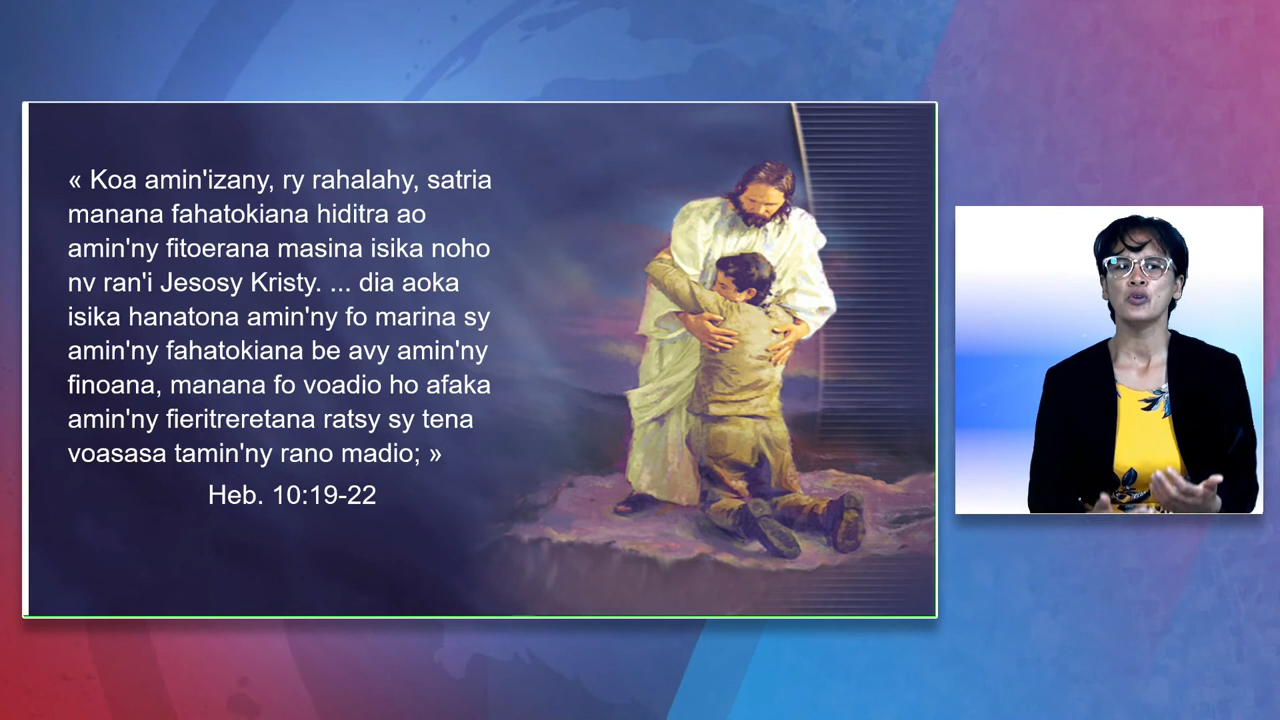 « Koa amin'izany, ry rahalahy, satria
manana fahatokiana hiditra ao
amin'ny fitoerana masina isika noho
nv ran'i Jesosy Kristy. ... dia aoka
isika hanatona amin'ny fo marina sy
amin'ny fahatokiana be avy amin'ny
finoana, manana fo voadio ho afaka
amin'ny fieritreretana ratsy sy tena
voasasa tamin'ny rano madio; »
Heb. 10:19-22